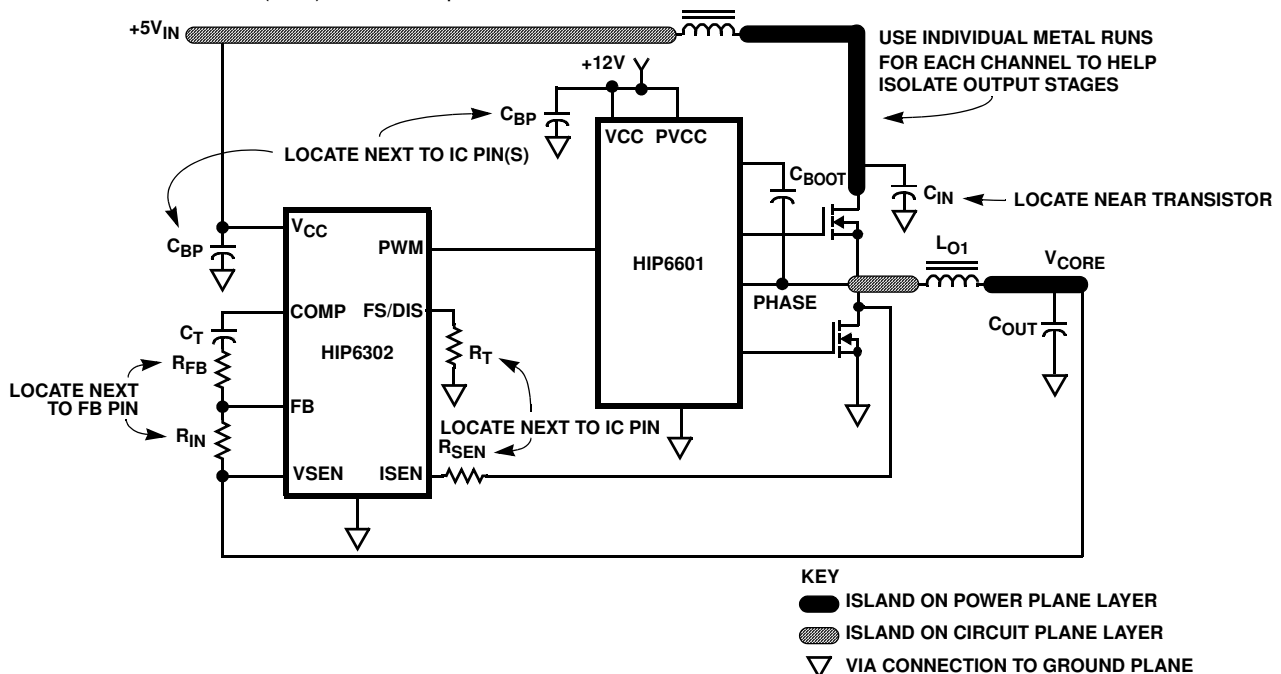 +5VIN
USE INDIVIDUAL METAL RUNS
FOR EACH CHANNEL TO HELP
ISOLATE OUTPUT STAGES
+12V
CBP
VCC PVCC
LOCATE NEXT TO IC PIN(S)
CBOOT
CIN
LOCATE NEAR TRANSISTOR
VCC
CBP
PWM
HIP6601
LO1
VCORE
PHASE
COMP
FS/DIS
CT
RFB
HIP6302
RT
COUT
LOCATE NEXT
TO FB PIN
FB
RIN
LOCATE NEXT TO IC PIN
RSEN
VSEN
ISEN
KEY
ISLAND ON POWER PLANE LAYER
ISLAND ON CIRCUIT PLANE LAYER
VIA CONNECTION TO GROUND PLANE